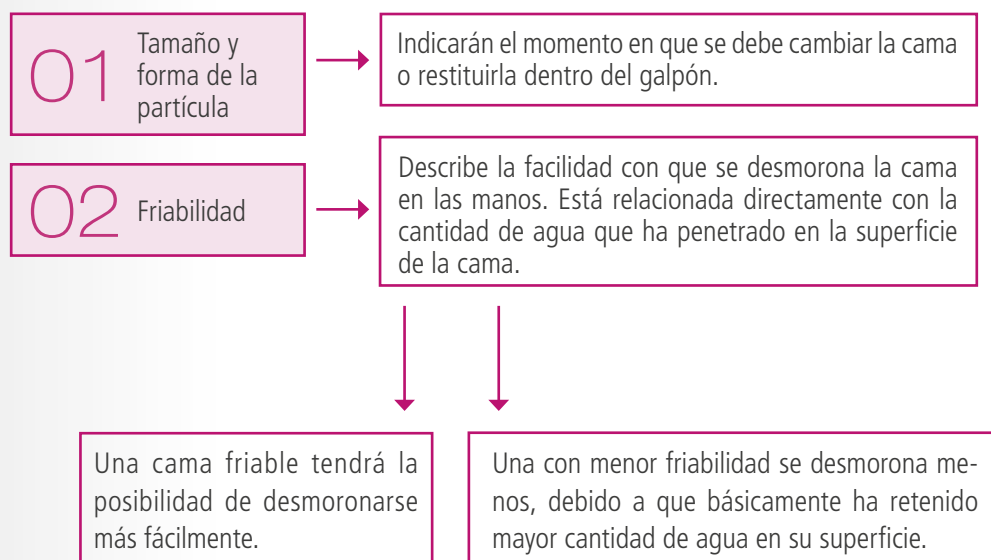 01
Tamaño y
forma de la
partícula
Indicarán el momento en que se debe cambiar la cama
o restituirla dentro del galpón.
02
Friabilidad
Describe la facilidad con que se desmorona la cama
en las manos. Está relacionada directamente con la
cantidad de agua que ha penetrado en la superficie
de la cama.
Una cama friable tendrá la
posibilidad de desmoronarse
más fácilmente.
Una con menor friabilidad se desmorona me-
nos, debido a que básicamente ha retenido
mayor cantidad de agua en su superficie.